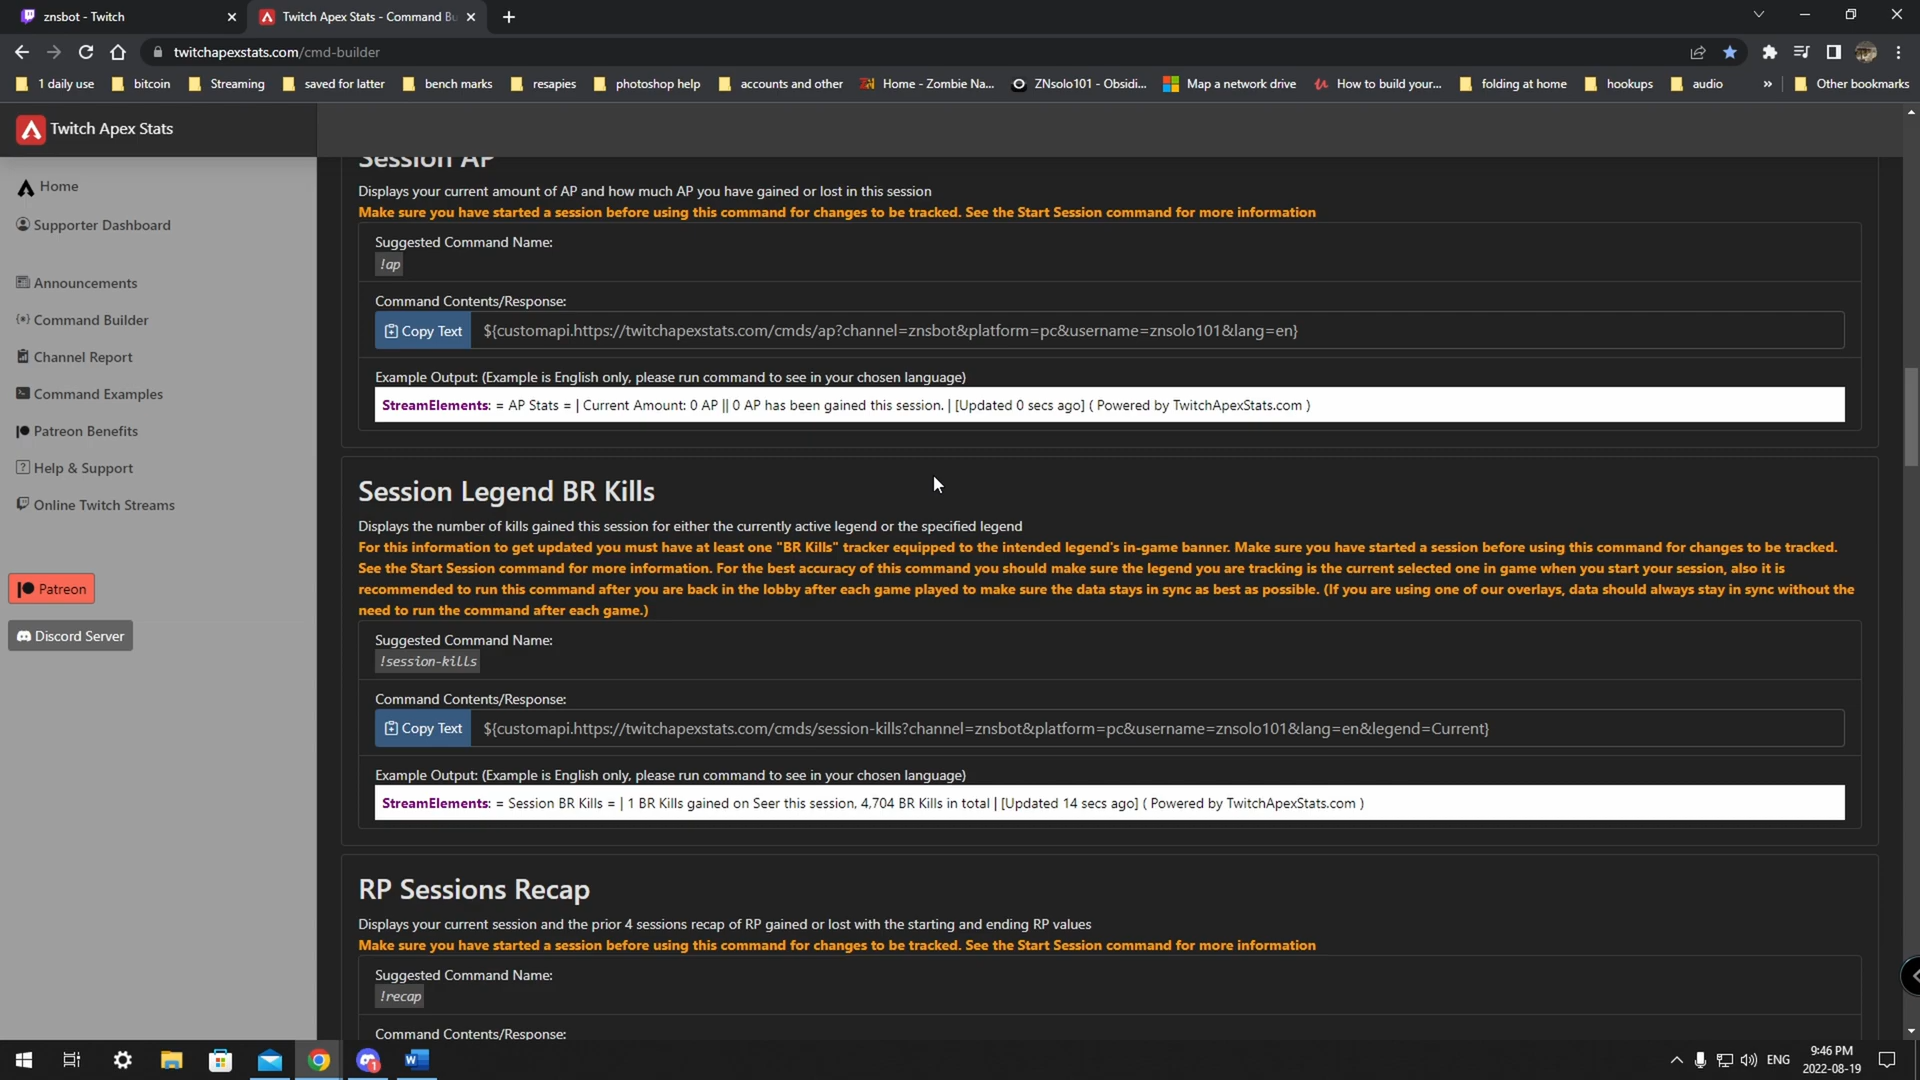 znsbot - Twitch
Twitch Apex Stats - Command Bu
twitchapexstats.com/cmd-builder
1 daily use
bitcoin
Streaming
saved for latter
bench marks
resapies
photoshop help
accounts and other
Home - Zombie Na...
ZNsolo101 - Obsidi...
Map a network drive
How to build your...
folding at home
hookups
audio
»
Other bookmarks
Twitch Apex Stats
Home
Supporter Dashboard
Announcements
Command Builder
Channel Report
Command Examples
Patreon Benefits
Help & Support
Online Twitch Streams
Patreon
Discord Server
Session AP
Displays your current amount of AP and how much AP you have gained or lost in this session
Make sure you have started a session before using this command for changes to be tracked. See the Start Session command for more information
Suggested Command Name:
!ap
Command Contents/Response:
Copy Text
${customapi.https://twitchapexstats.com/cmds/ap?channel=znsbot&platform=pc&username=znsolo101&lang=en}
Example Output: (Example is English only, please run command to see in your chosen language)
StreamElements: = AP Stats = | Current Amount: 0 AP || 0 AP has been gained this session. | [Updated 0 secs ago] ( Powered by TwitchApexStats.com )
Session Legend BR Kills
Displays the number of kills gained this session for either the currently active legend or the specified legend
For this information to get updated you must have at least one "BR Kills" tracker equipped to the intended legend's in-game banner. Make sure you have started a session before using this command for changes to be tracked.
See the Start Session command for more information. For the best accuracy of this command you should make sure the legend you are tracking is the current selected one in game when you start your session, also it is
recommended to run this command after you are back in the lobby after each game played to make sure the data stays in sync as best as possible. (If you are using one of our overlays, data should always stay in sync without the
need to run the command after each game.)
Suggested Command Name:
!session-kills
Command Contents/Response:
Copy Text
${customapi.https://twitchapexstats.com/cmds/session-kills?channel=znsbot&platform=pc&username=znsolo101&lang=en&legend=Current}
Example Output: (Example is English only, please run command to see in your chosen language)
StreamElements: = Session BR Kills = | 1 BR Kills gained on Seer this session, 4,704 BR Kills in total | [Updated 14 secs ago] ( Powered by TwitchApexStats.com )
RP Sessions Recap
Displays your current session and the prior 4 sessions recap of RP gained or lost with the starting and ending RP values
Make sure you have started a session before using this command for changes to be tracked. See the Start Session command for more information
Suggested Command Name:
!recap
Command Contents/Response:
1
ENG
9:46 PM
2022-08-19